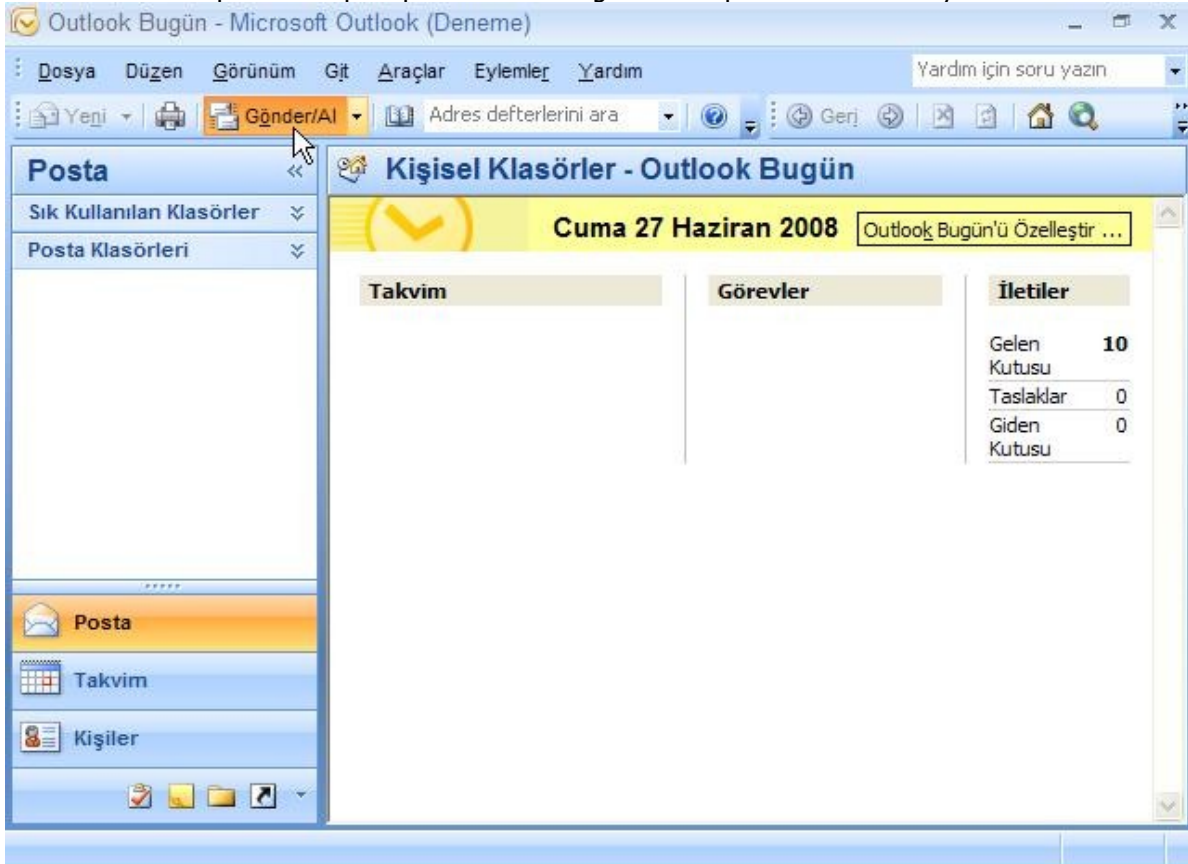 Outlook Bugün - Microsoft Outlook (Deneme)
Dosya Düzen Görünüm Git Araçlar Eylemler Yardım Yardım için soru yazın
Yeni Gönder/Al Adres defterlerini ara Geri
Posta
Sık Kullanılan Klasörler
Posta Klasörleri
Posta
Takvim
Kişiler
Kişisel Klasörler - Outlook Bugün
Cuma 27 Haziran 2008 Outlook Bugün'ü Özelleştir ...
Takvim Görevler İletiler
Gelen 10
Kutusu
Taslaklar 0
Giden 0
Kutusu